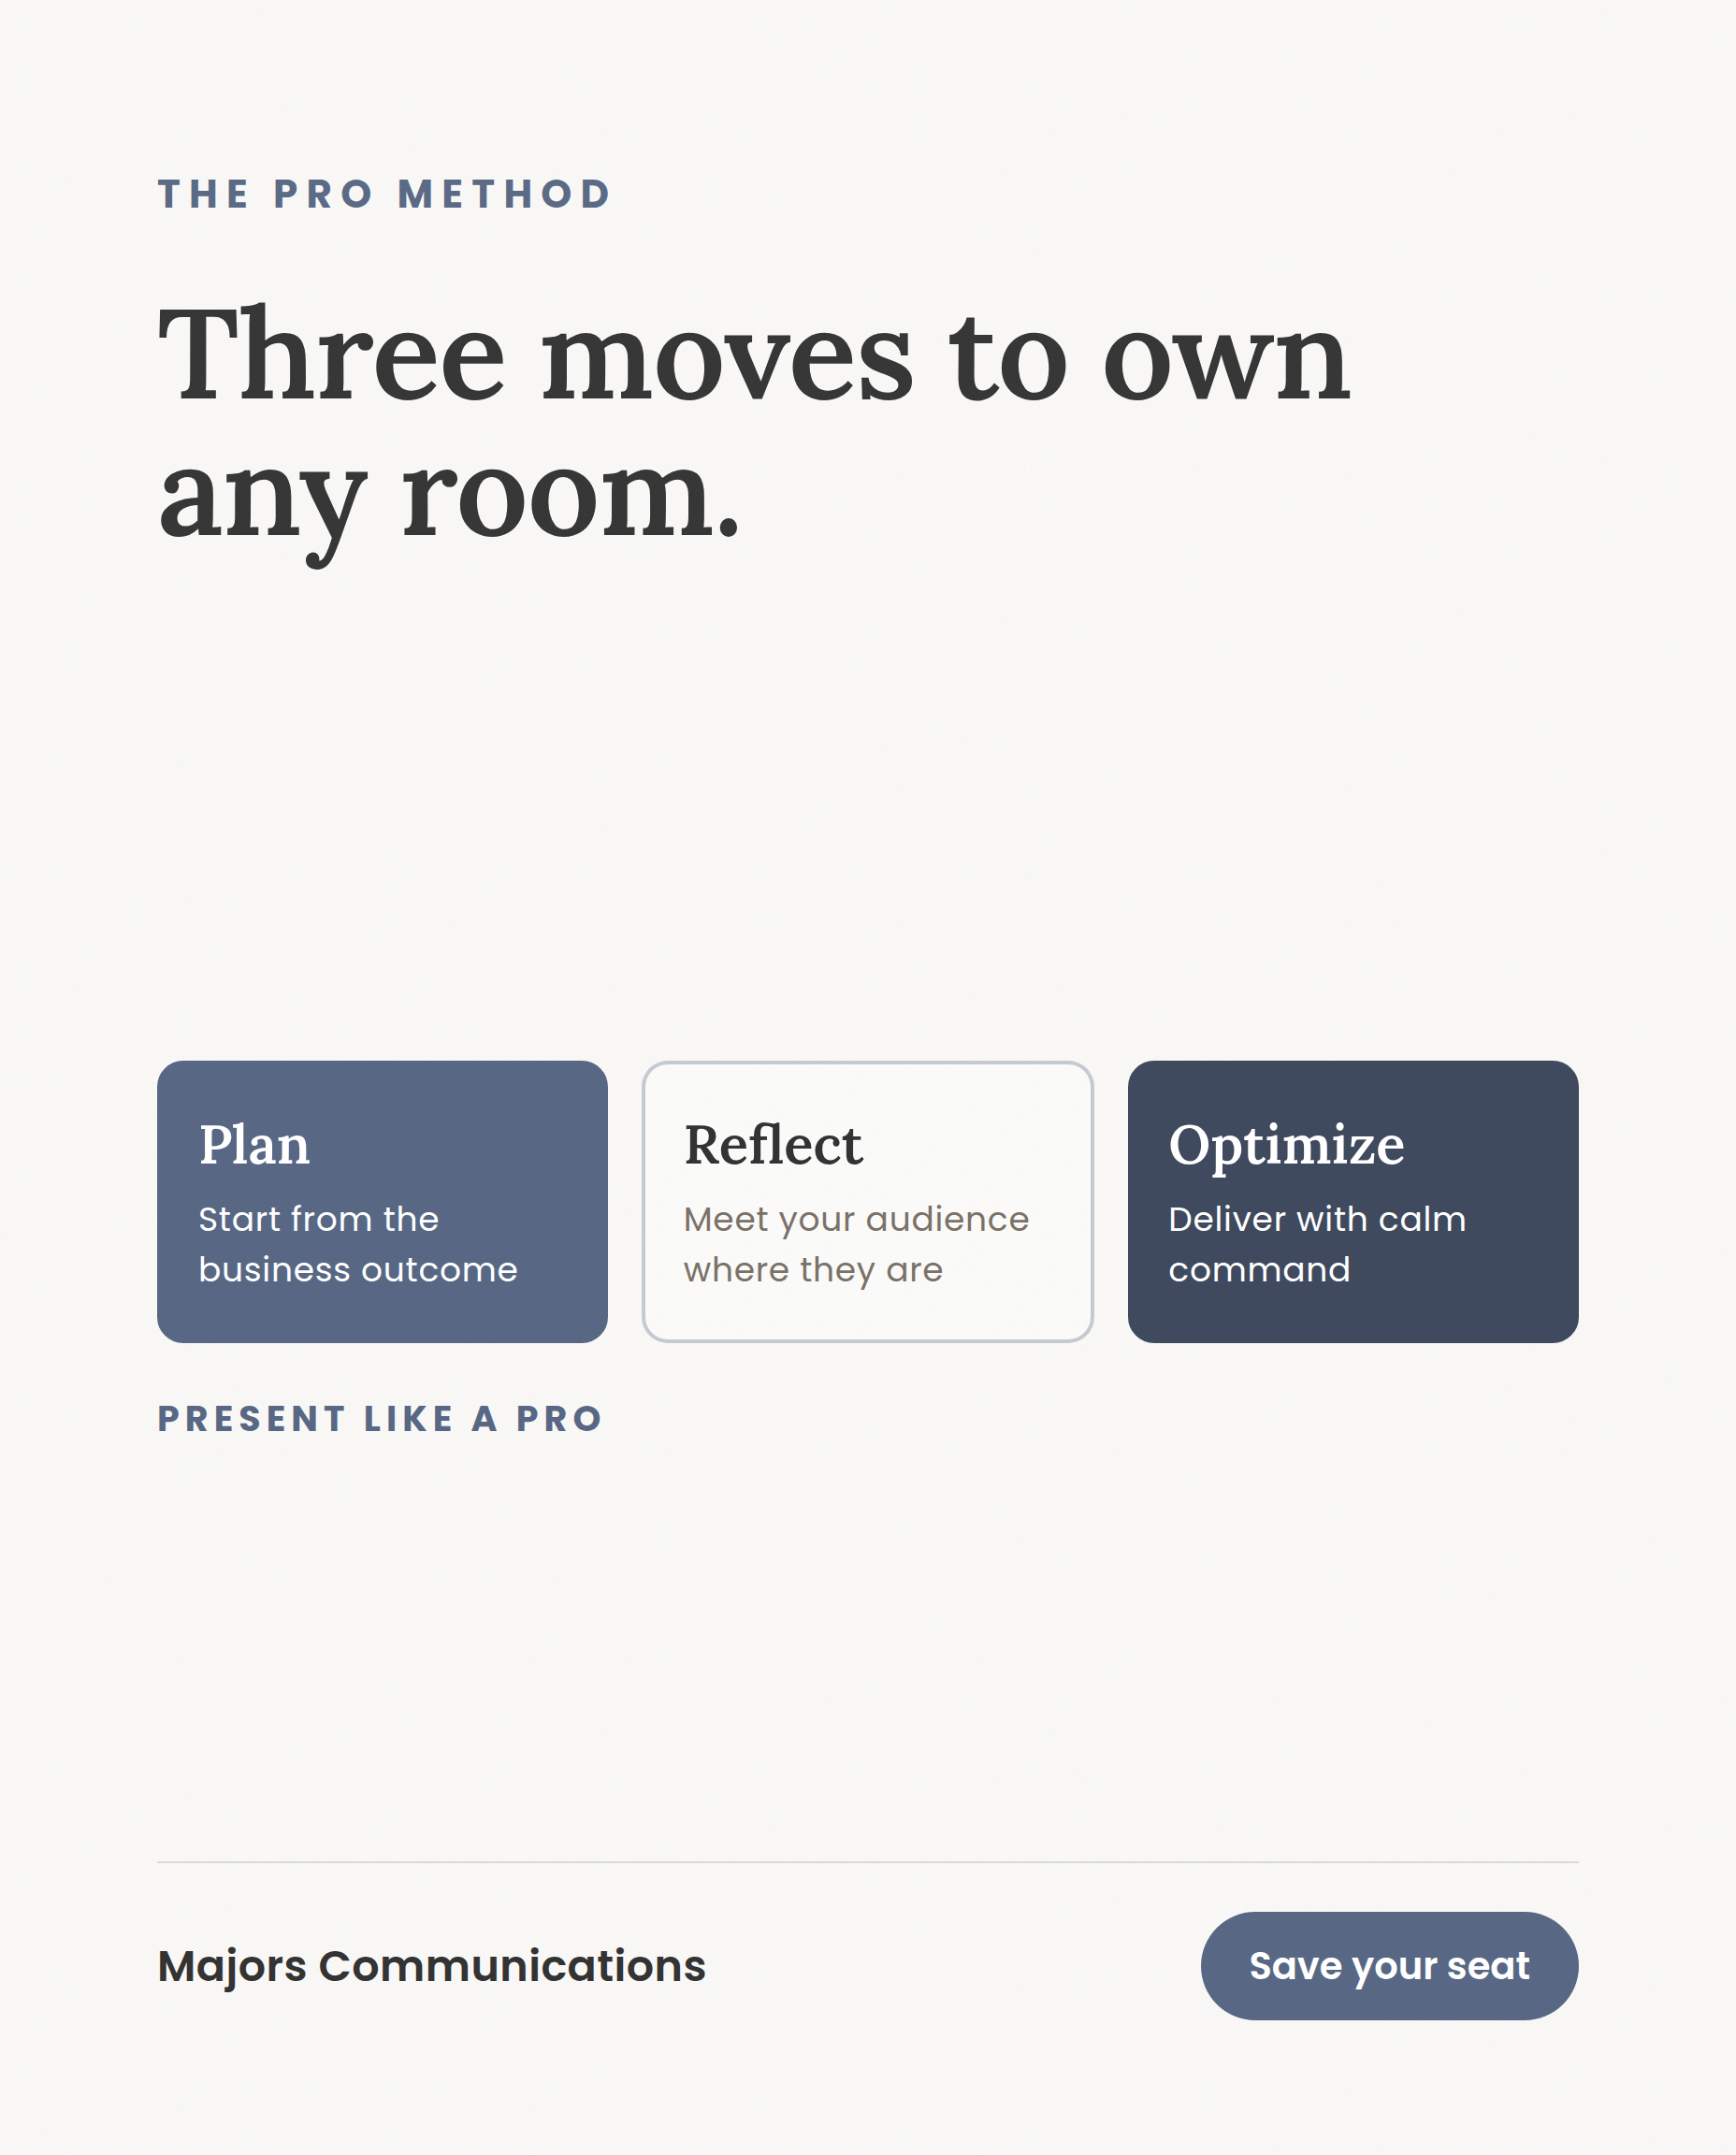 THE PRO METHOD
Three moves to own
any room.
Plan
Start from the
business outcome
Reflect
Meet your audience
where they are
Optimize
Deliver with calm
command
PRESENT LIKE A PRO
Majors Communications
Save your seat